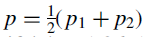 p = ½(p₁ + p₂)